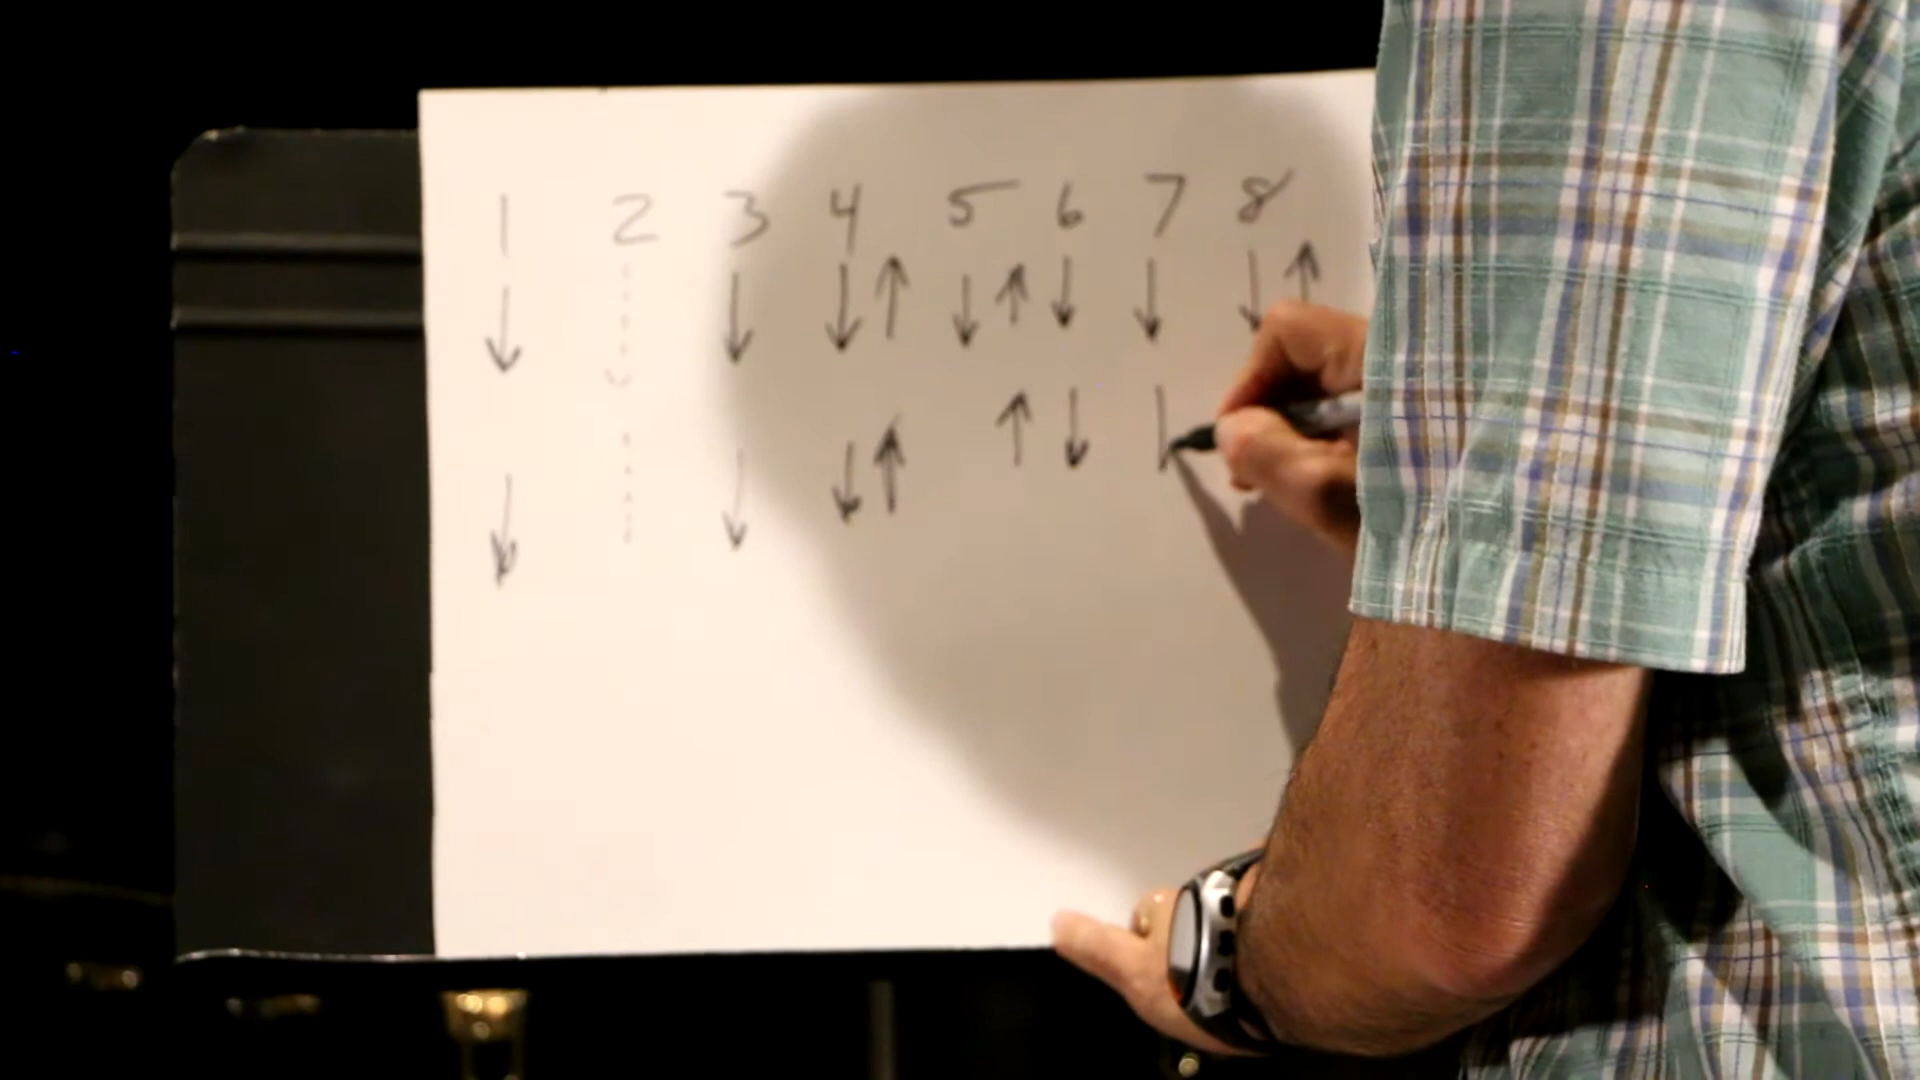 1 2 3 4 5 6 7 8
↓ ↓ ↓ ↓ ↑ ↓ ↑ ↓ ↓ ↓ ↑
↓ ↓ ↓ ↑ ↑ ↓